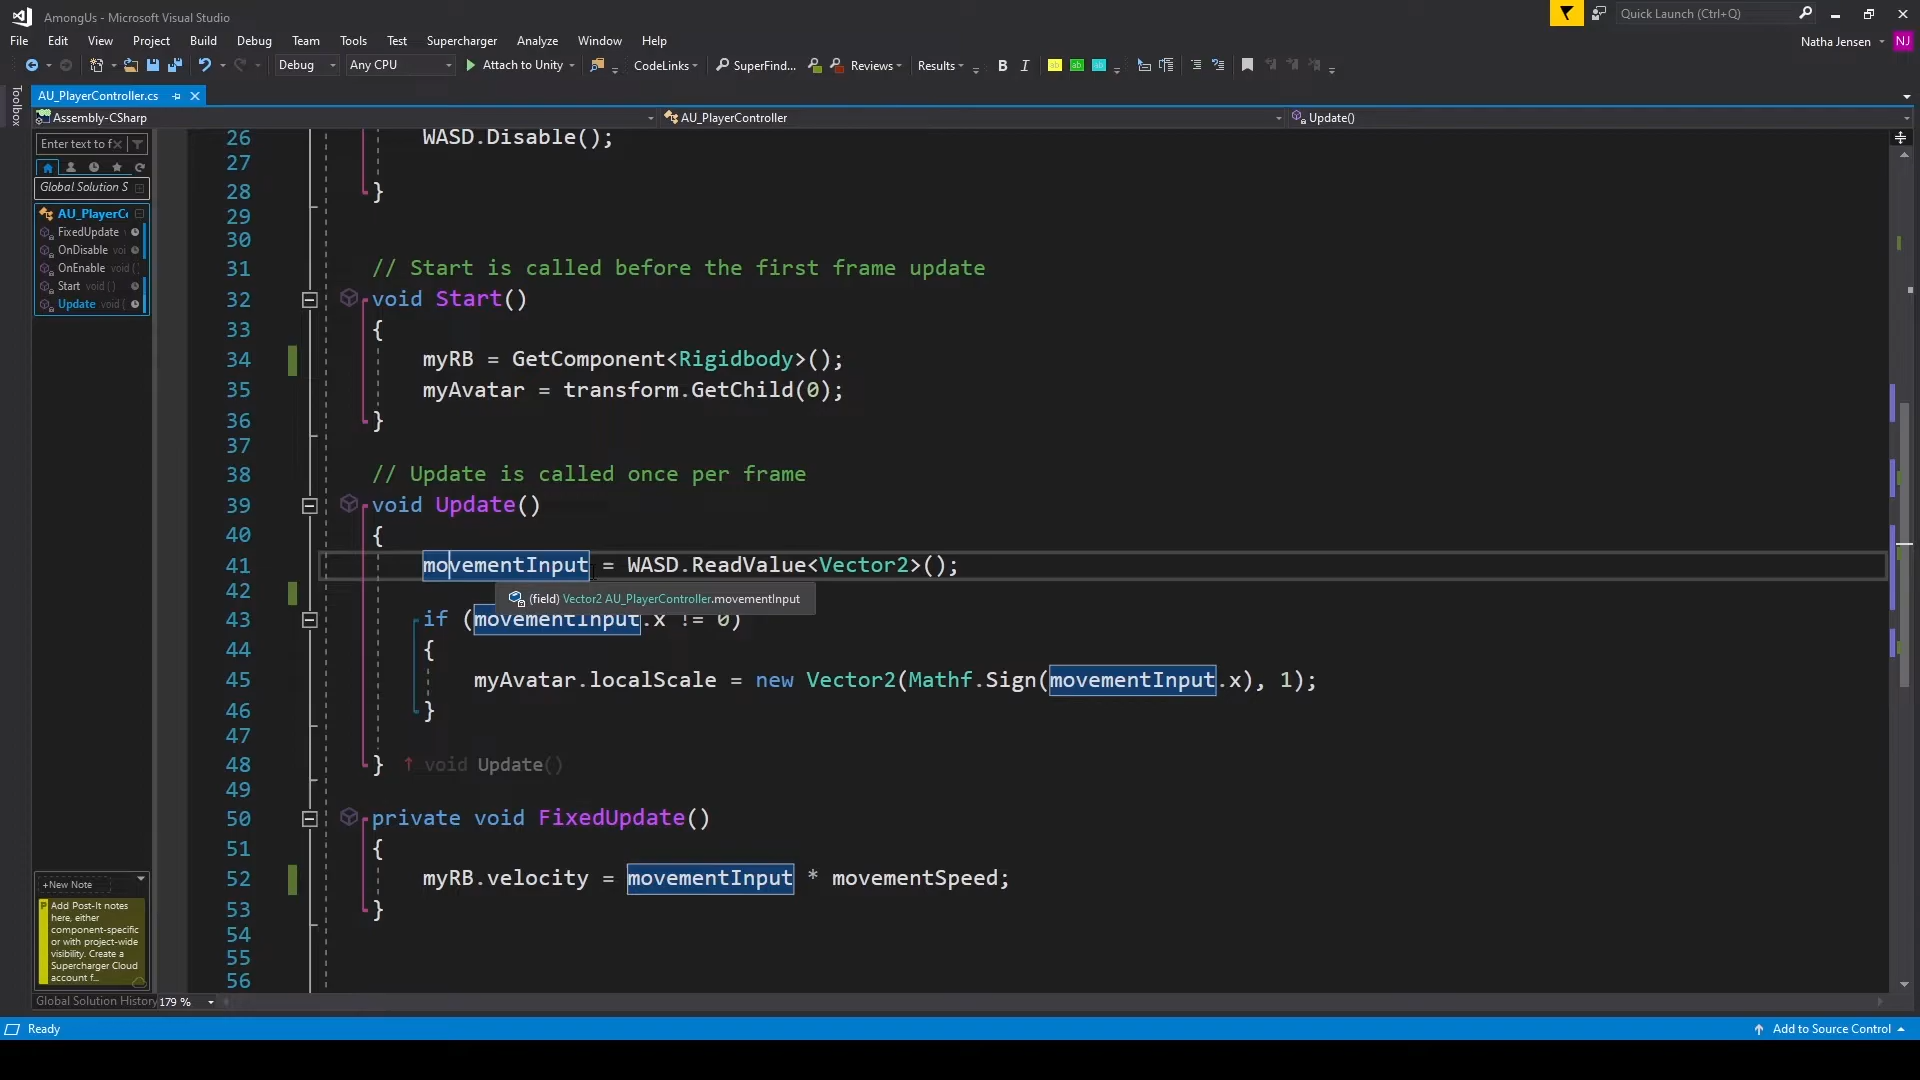 AmongUs - Microsoft Visual Studio
Quick Launch (Ctrl+Q)
File Edit View Project Build Debug Team Tools Test Supercharger Analyze Window Help
Natha Jensen NJ
Debug Any CPU Attach to Unity CodeLinks SuperFind... Reviews Results B I
Toolbox
AU_PlayerController.cs
Assembly-CSharp AU_PlayerController Update()
Enter text to f
Global Solution S
AU_PlayerC
FixedUpdate
OnDisable voi
OnEnable void (
Start void ( )
Update void (
26 WASD.Disable();
27
28 }
29
30
31 // Start is called before the first frame update
32 void Start()
33 {
34 myRB = GetComponent<Rigidbody>();
35 myAvatar = transform.GetChild(0);
36 }
37
38 // Update is called once per frame
39 void Update()
40 {
41 movementInput = WASD.ReadValue<Vector2>();
42
(field) Vector2 AU_PlayerController.movementInput
43 if (movementInput.x != 0)
44 {
45 myAvatar.localScale = new Vector2(Mathf.Sign(movementInput.x), 1);
46 }
47
48 } ↑ void Update()
49
50 private void FixedUpdate()
51 {
52 myRB.velocity = movementInput * movementSpeed;
53 }
54
55
56
+New Note
Add Post-It notes
here, either
component-specific
or with project-wide
visibility. Create a
Supercharger Cloud
account f...
Global Solution History
179 %
Ready
Add to Source Control